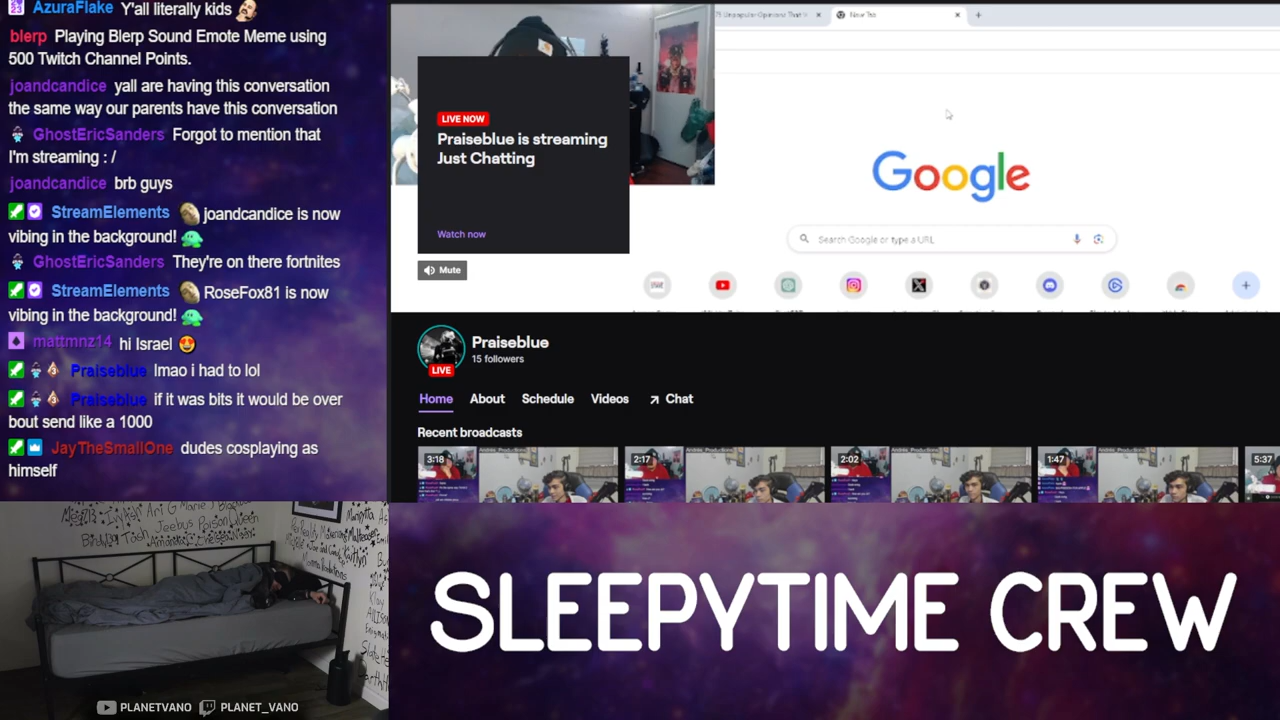 23
AzuraFlake Y'all literally kids
blerp Playing Blerp Sound Emote Meme using
500 Twitch Channel Points.
joandcandice yall are having this conversation
the same way our parents have this conversation
GhostEricSanders Forgot to mention that
I'm streaming : /
joandcandice brb guys
StreamElements joandcandice is now
vibing in the background!
GhostEricSanders They're on there fortnites
StreamElements RoseFox81 is now
vibing in the background!
mattmnz14 hi Israel
Praiseblue lmao i had to lol
Praiseblue if it was bits it would be over
bout send like a 1000
JayTheSmallOne dudes cosplaying as
himself
LIVE NOW
Praiseblue is streaming
Just Chatting
Watch now
Mute
Google
Search Google or type a URL
Praiseblue
15 followers
LIVE
Home About Schedule Videos Chat
Recent broadcasts
3:18 2:17 2:02 1:47 5:37
Jeebus Poison
SLEEPYTIME CREW
PLANETVANO PLANET_VANO